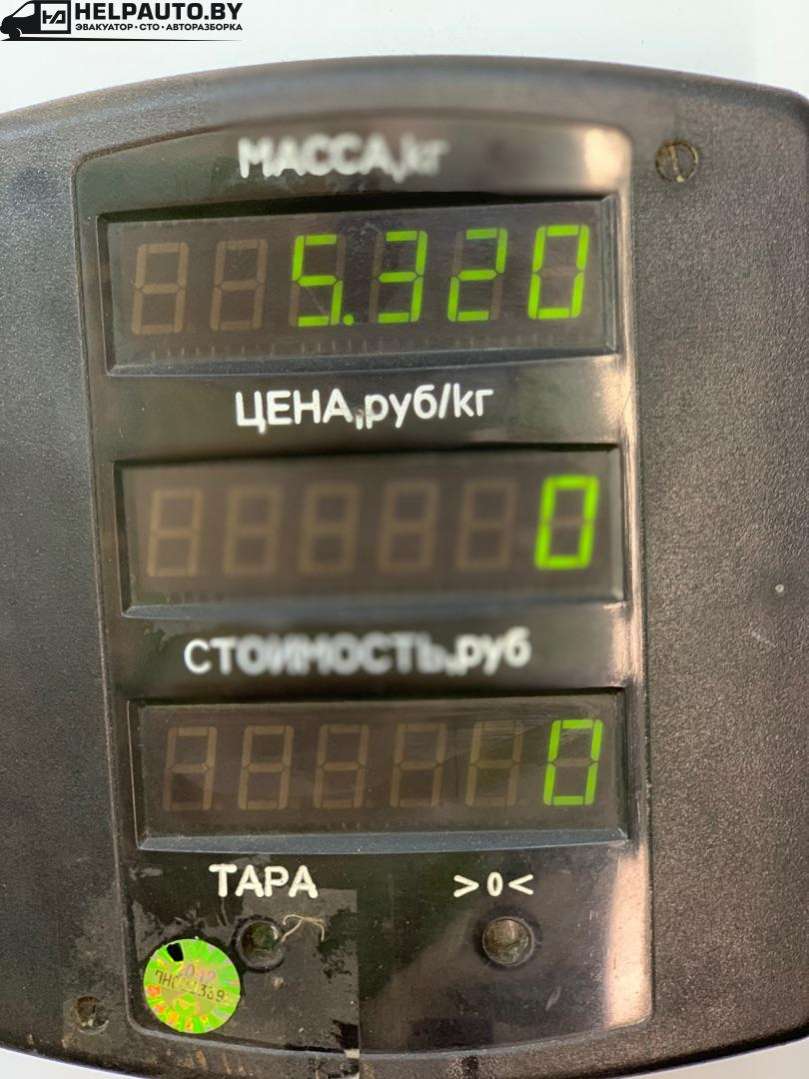 HELPAUTO.BY
ЭВАКУАТОР • СТО • АВТОРАЗБОРКА
МАССА,кг
5.320
ЦЕНА,руб/кг
0
СТОИМОСТЬ,руб
0
ТАРА >0<